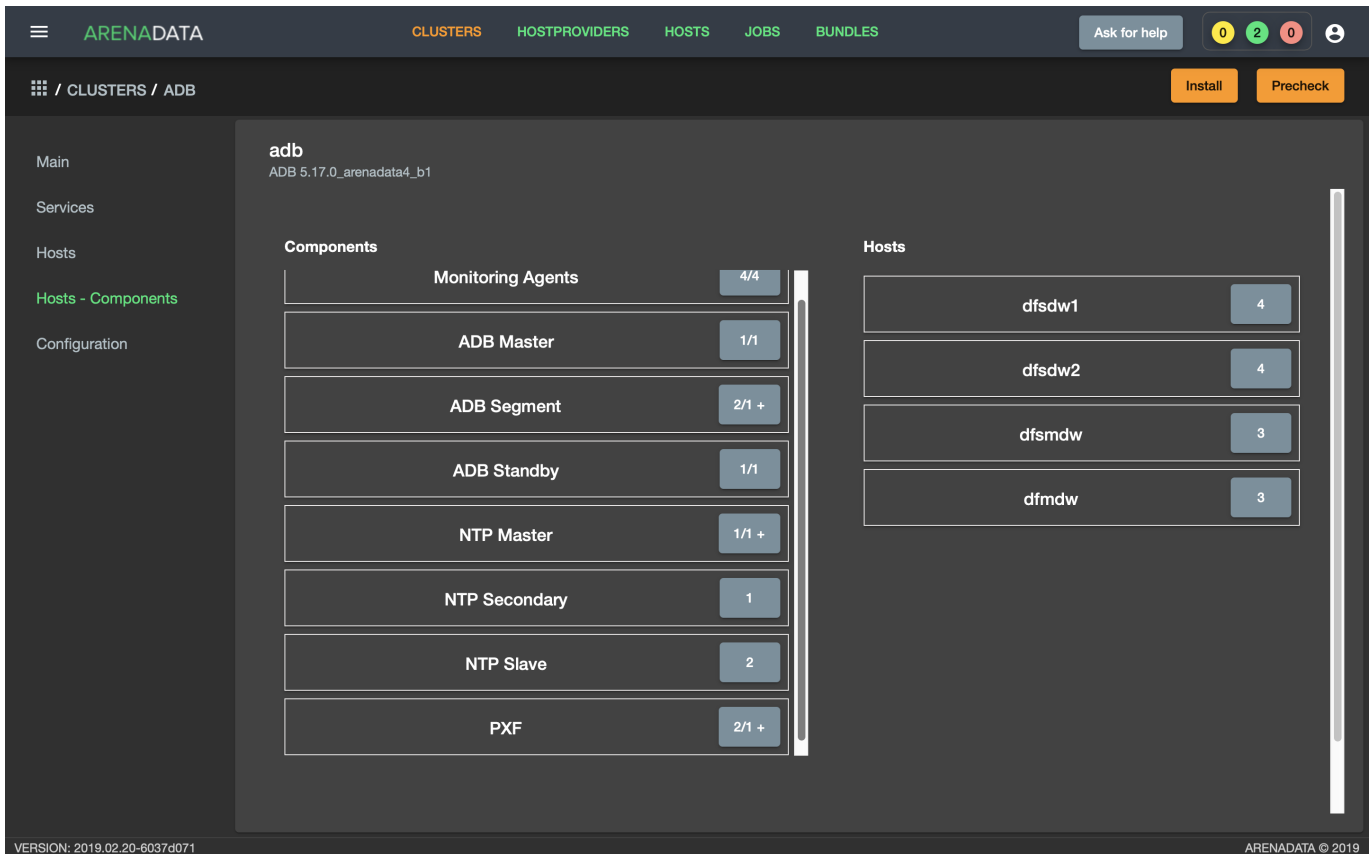 ARENADATA
CLUSTERS HOSTPROVIDERS HOSTS JOBS BUNDLES
Ask for help
0 2 0
/ CLUSTERS / ADB
Install Precheck
Main
Services
Hosts
Hosts - Components
Configuration
adb
ADB 5.17.0_arenadata4_b1
Components
Monitoring Agents 4/4
ADB Master 1/1
ADB Segment 2/1 +
ADB Standby 1/1
NTP Master 1/1 +
NTP Secondary 1
NTP Slave 2
PXF 2/1 +
Hosts
dfsdw1 4
dfsdw2 4
dfsmdw 3
dfmdw 3
VERSION: 2019.02.20-6037d071
ARENADATA © 2019